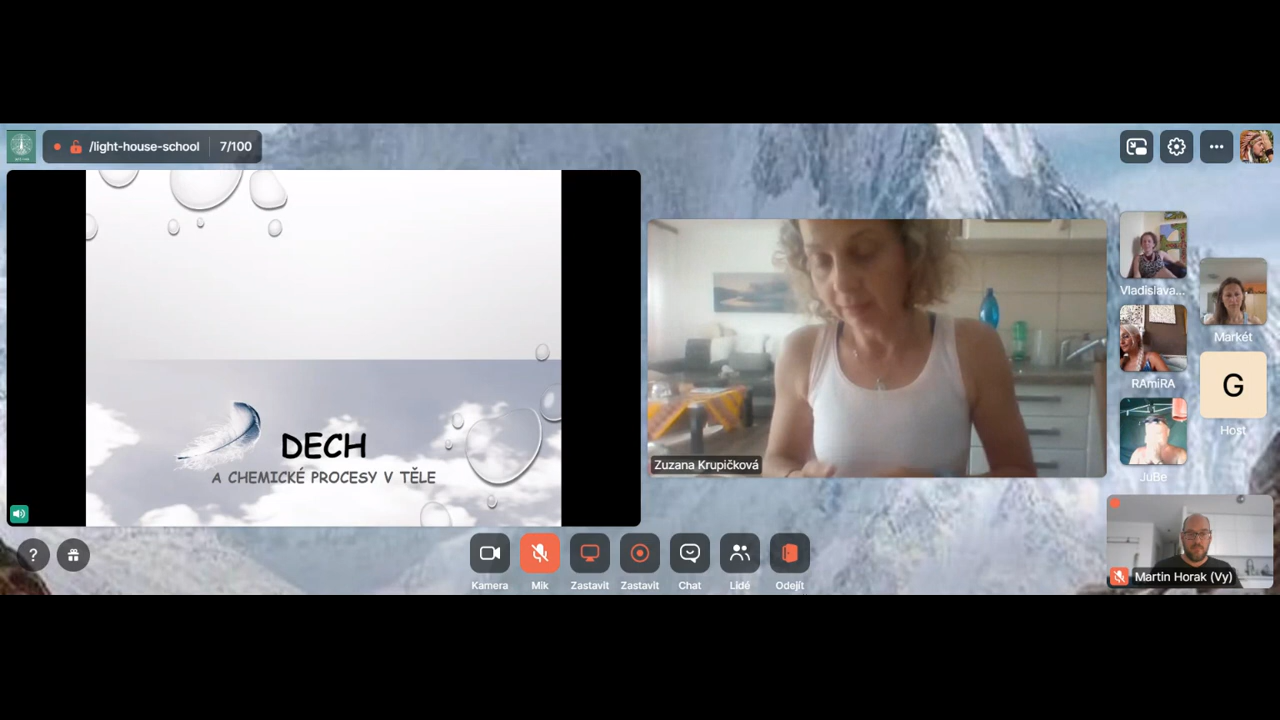 /light-house-school
7/100
DECH
A CHEMICKÉ PROCESY V TĚLE
Zuzana Krupičková
Vladislava...
Markét
RAmiRA
G
Host
JuBe
Martin Horak (Vy)
?
Kamera
Mik
Zastavit
Zastavit
Chat
Lidé
Odejít